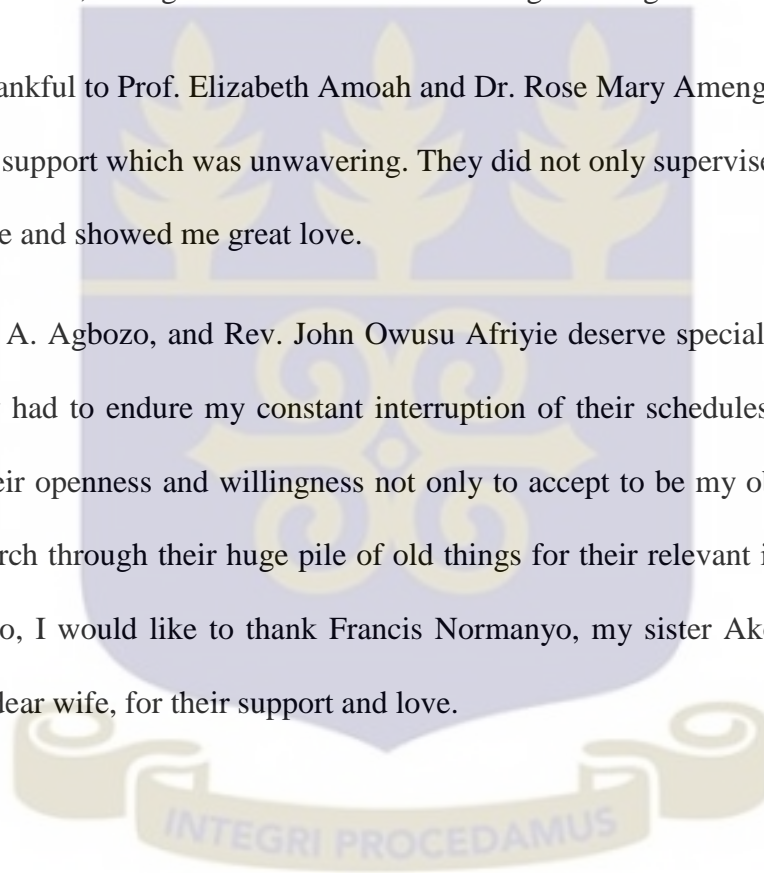 ankful to Prof. Elizabeth Amoah and Dr. Rose Mary Ameng
support which was unwavering. They did not only supervise
e and showed me great love.
A. Agbozo, and Rev. John Owusu Afriyie deserve special
had to endure my constant interruption of their schedules
eir openness and willingness not only to accept to be my o
rch through their huge pile of old things for their relevant i
o, I would like to thank Francis Normanyo, my sister Ak
dear wife, for their support and love.
INTEGRI PROCEDAMUS